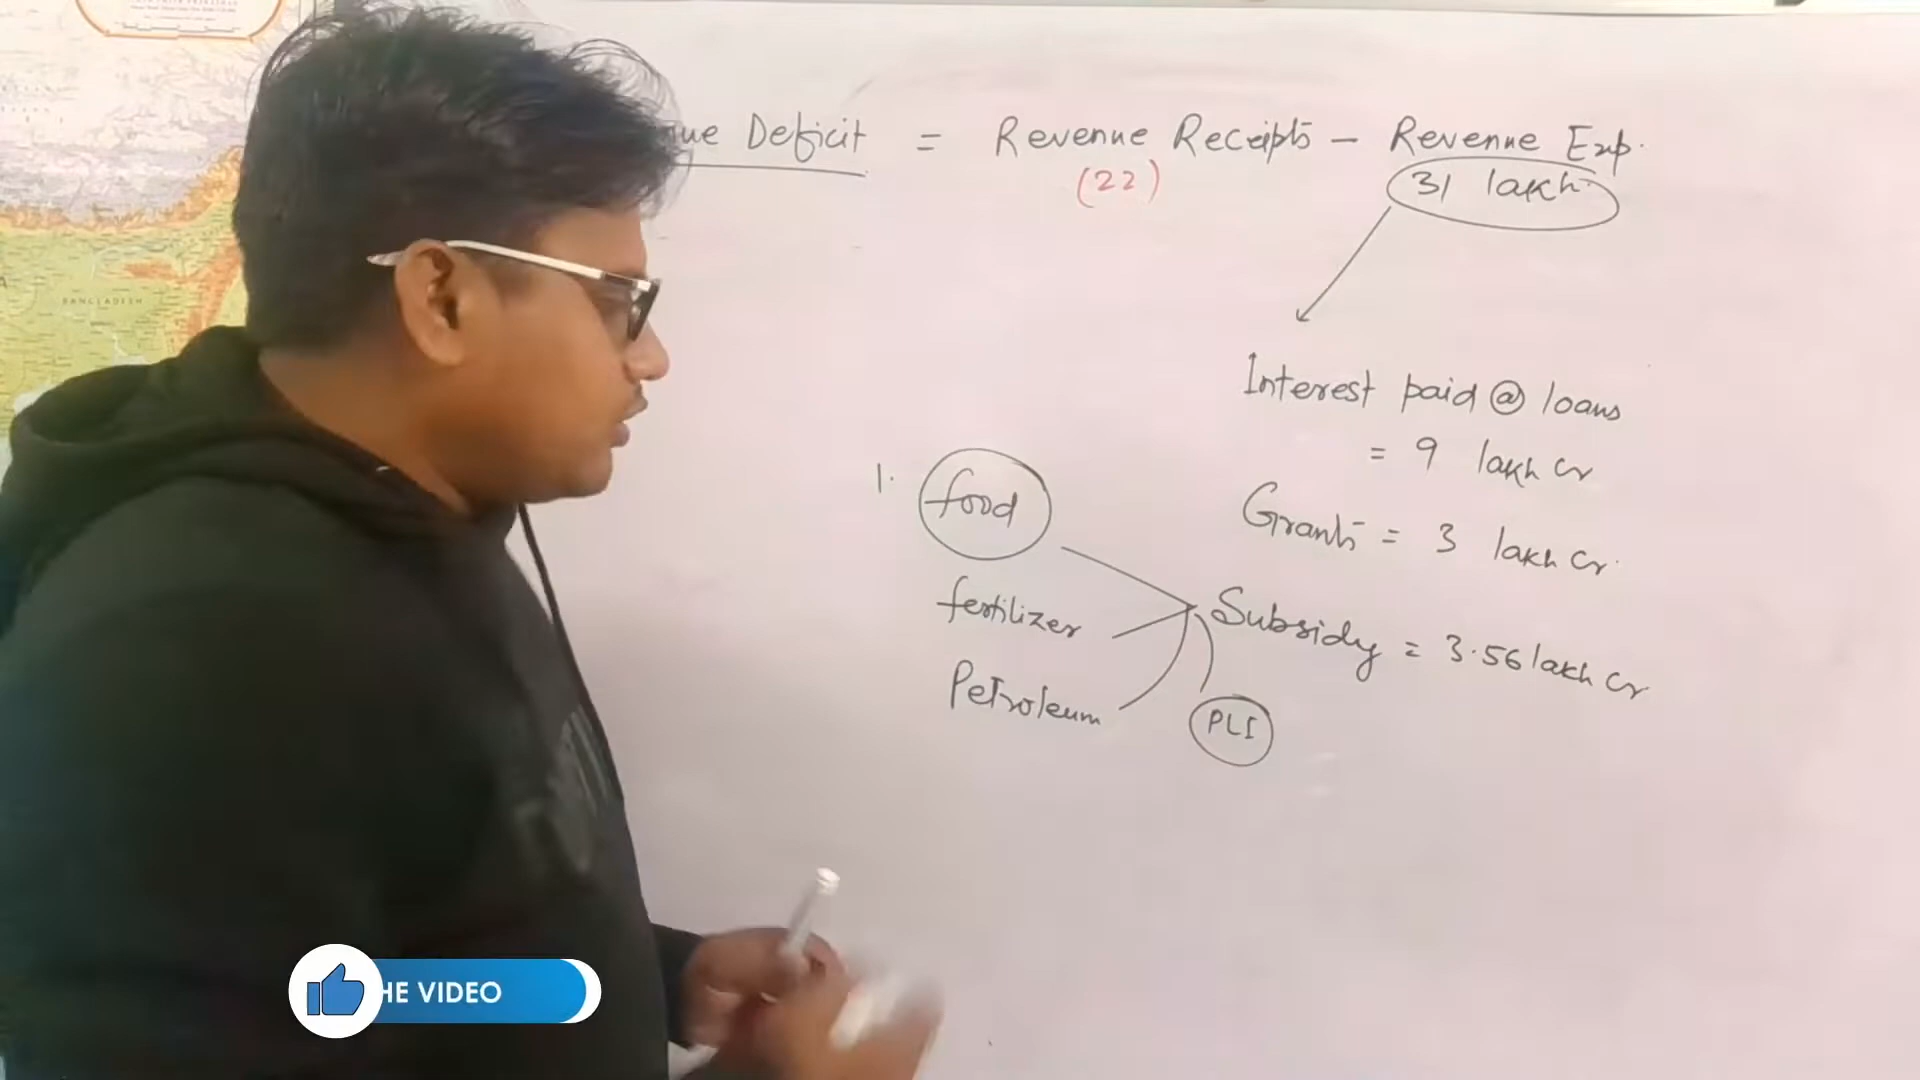 Deficit = Revenue Receipts - Revenue Exp.
(22)
31 lakh
Interest paid @ loans
= 9 lakh cr
Grants = 3 lakh cr.
1. food
fertilizer
Petroleum
Subsidy = 3.56 lakh cr
PLI
BANGLADESH
HE VIDEO